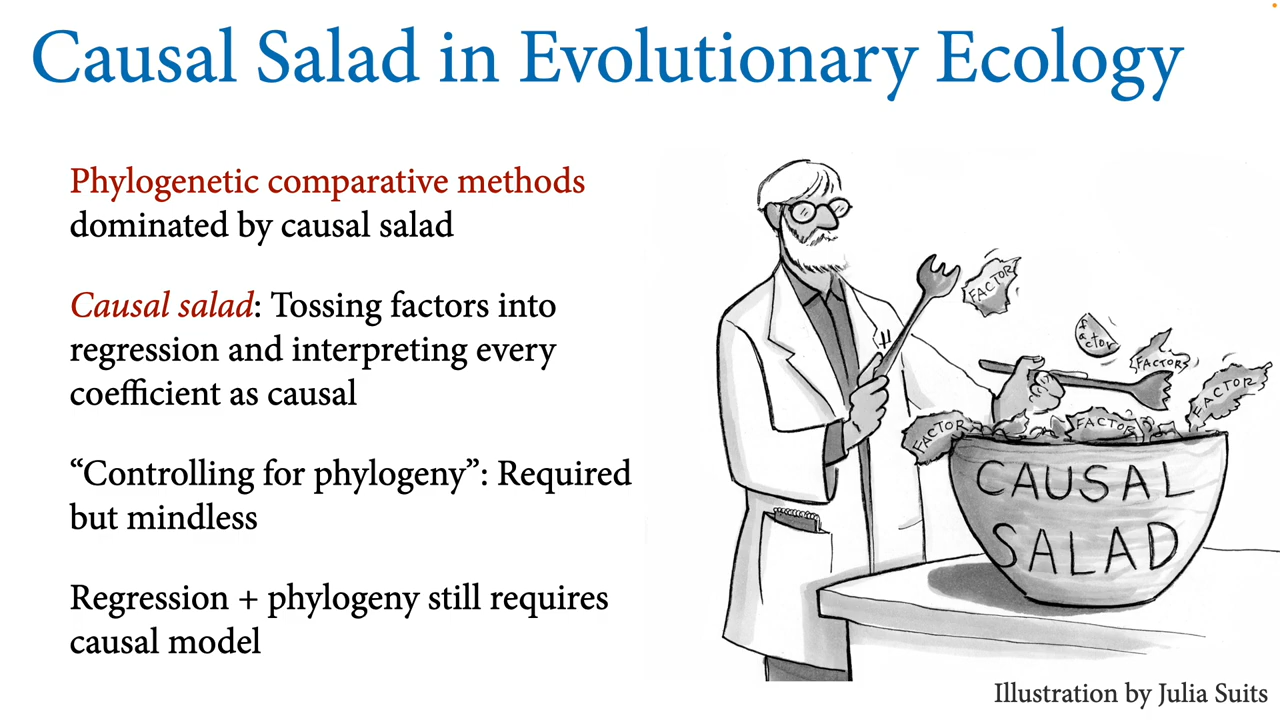 Causal Salad in Evolutionary Ecology
Phylogenetic comparative methods
dominated by causal salad
Causal salad: Tossing factors into
regression and interpreting every
coefficient as causal
“Controlling for phylogeny”: Required
but mindless
Regression + phylogeny still requires
causal model
FACTOR
factor
FACTORS
FACTOR
FACTOR
FACTOR
CAUSAL
SALAD
Illustration by Julia Suits